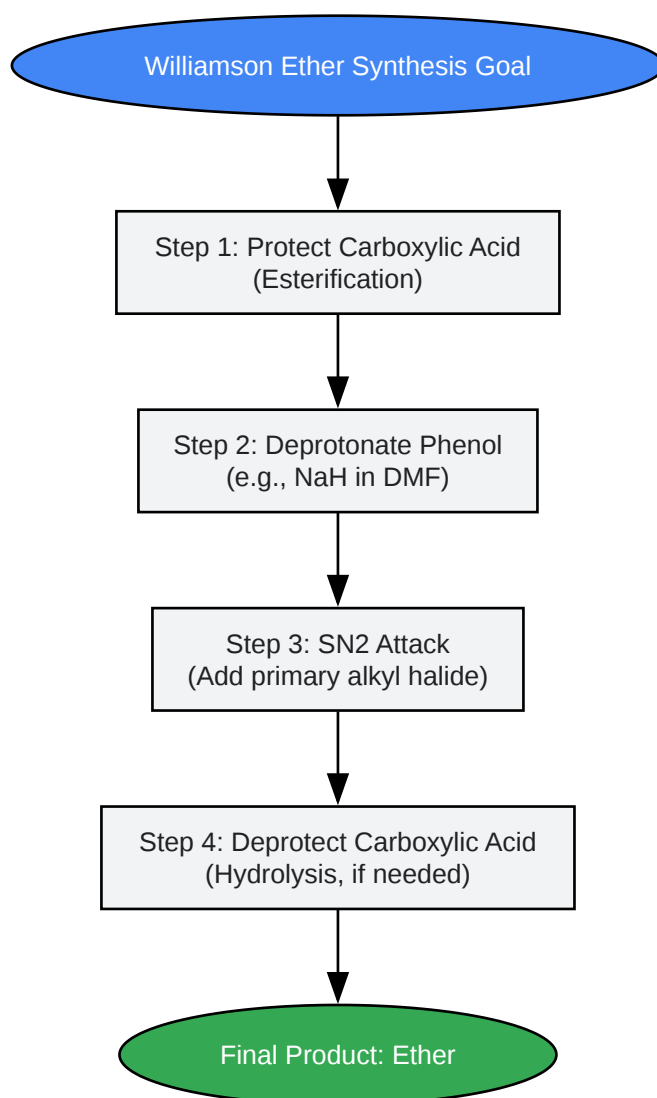 Williamson Ether Synthesis Goal
Step 1: Protect Carboxylic Acid
(Esterification)
Step 2: Deprotonate Phenol
(e.g., NaH in DMF)
Step 3: SN2 Attack
(Add primary alkyl halide)
Step 4: Deprotect Carboxylic Acid
(Hydrolysis, if needed)
Final Product: Ether